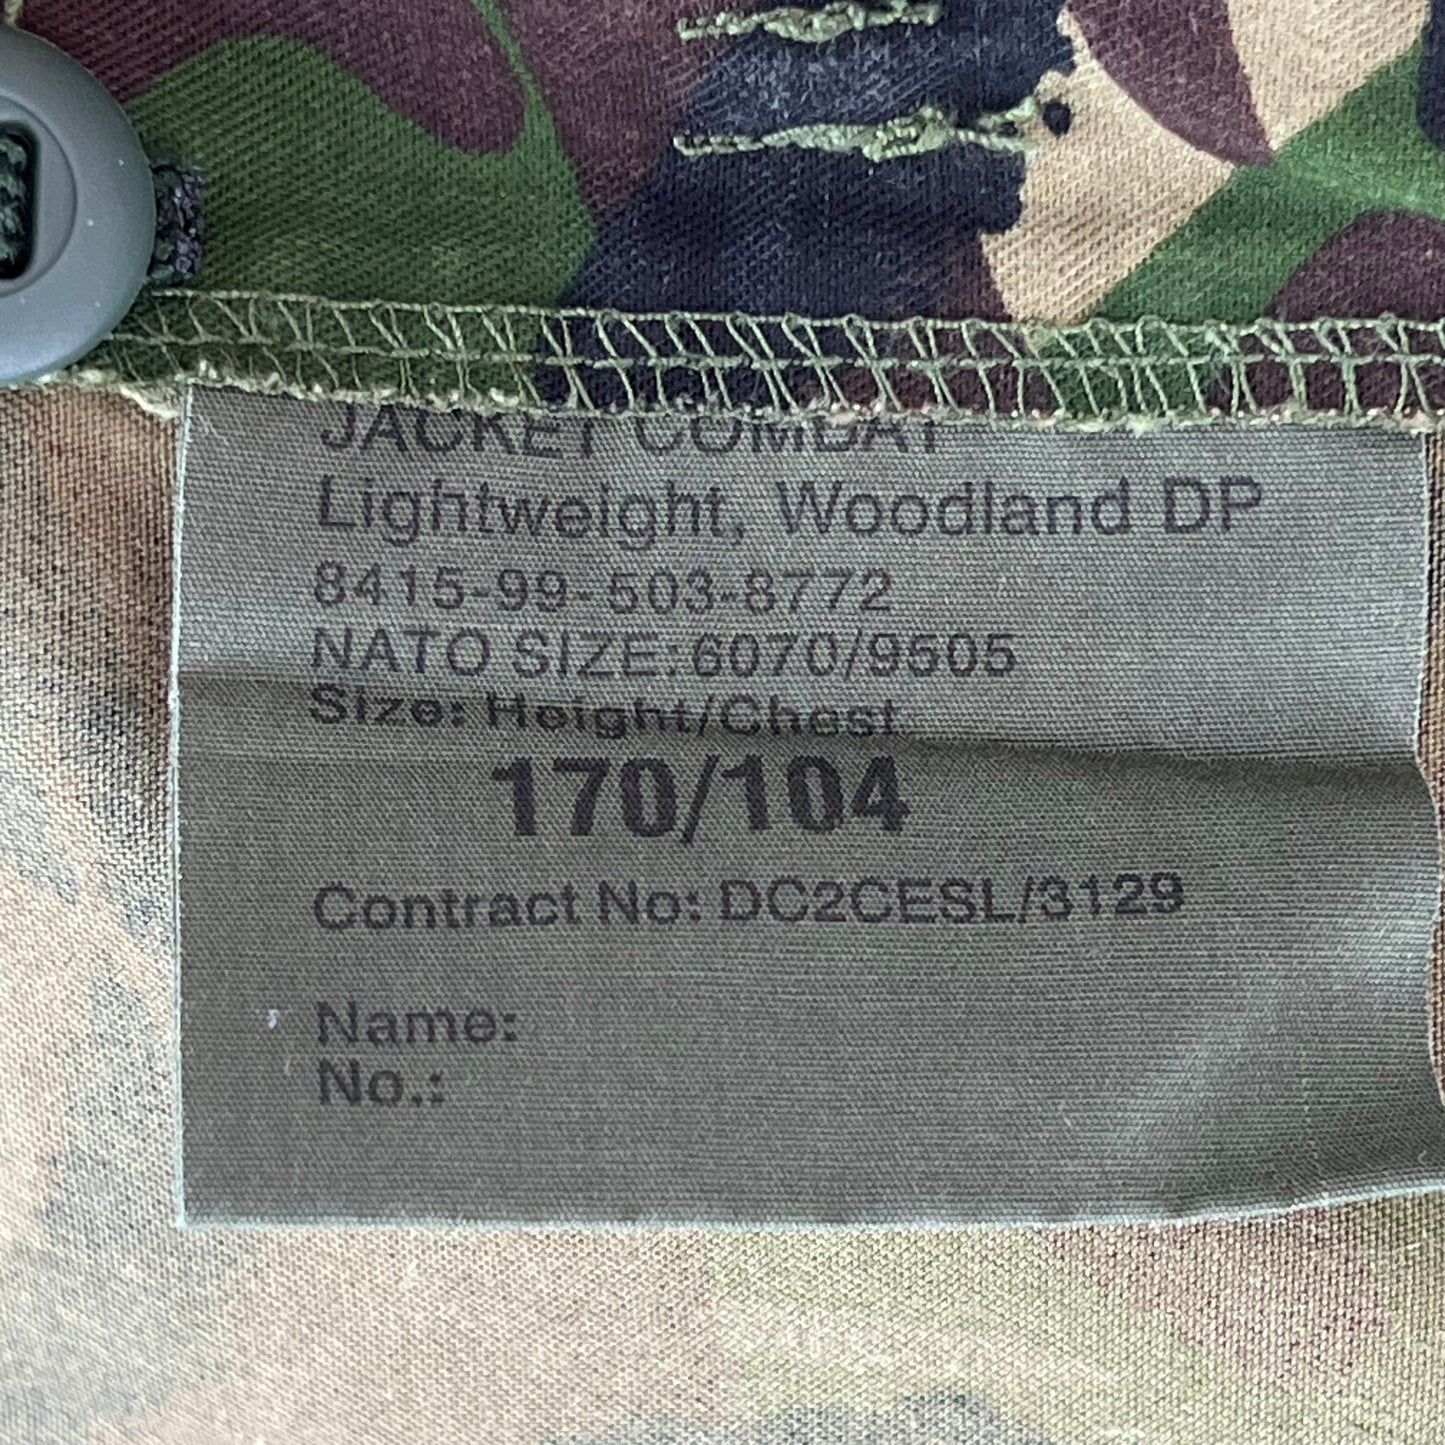 JACKET COMBAT
Lightweight, Woodland DP
8415-99-503-8772
NATO SIZE: 6070/9505
Size: Height/Chest
170/104
Contract No: DC2CESL/3129
Name:
No.: